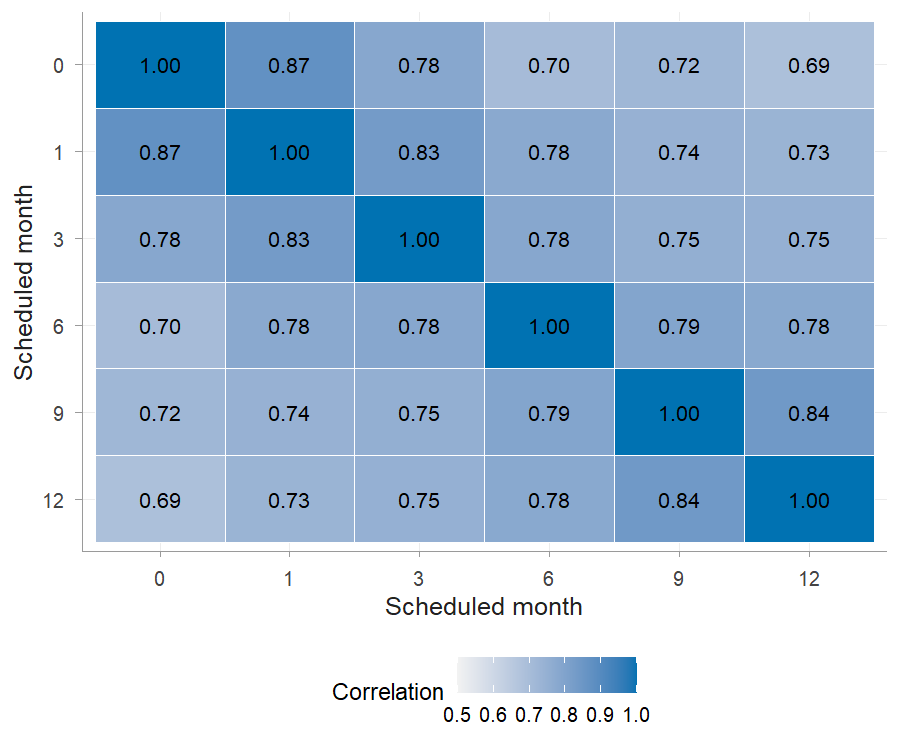 0 1.00 0.87 0.78 0.70 0.72 0.69
1 0.87 1.00 0.83 0.78 0.74 0.73
3 0.78 0.83 1.00 0.78 0.75 0.75
6 0.70 0.78 0.78 1.00 0.79 0.78
9 0.72 0.74 0.75 0.79 1.00 0.84
12 0.69 0.73 0.75 0.78 0.84 1.00
Scheduled month
0 1 3 6 9 12
Scheduled month
Correlation
0.5 0.6 0.7 0.8 0.9 1.0